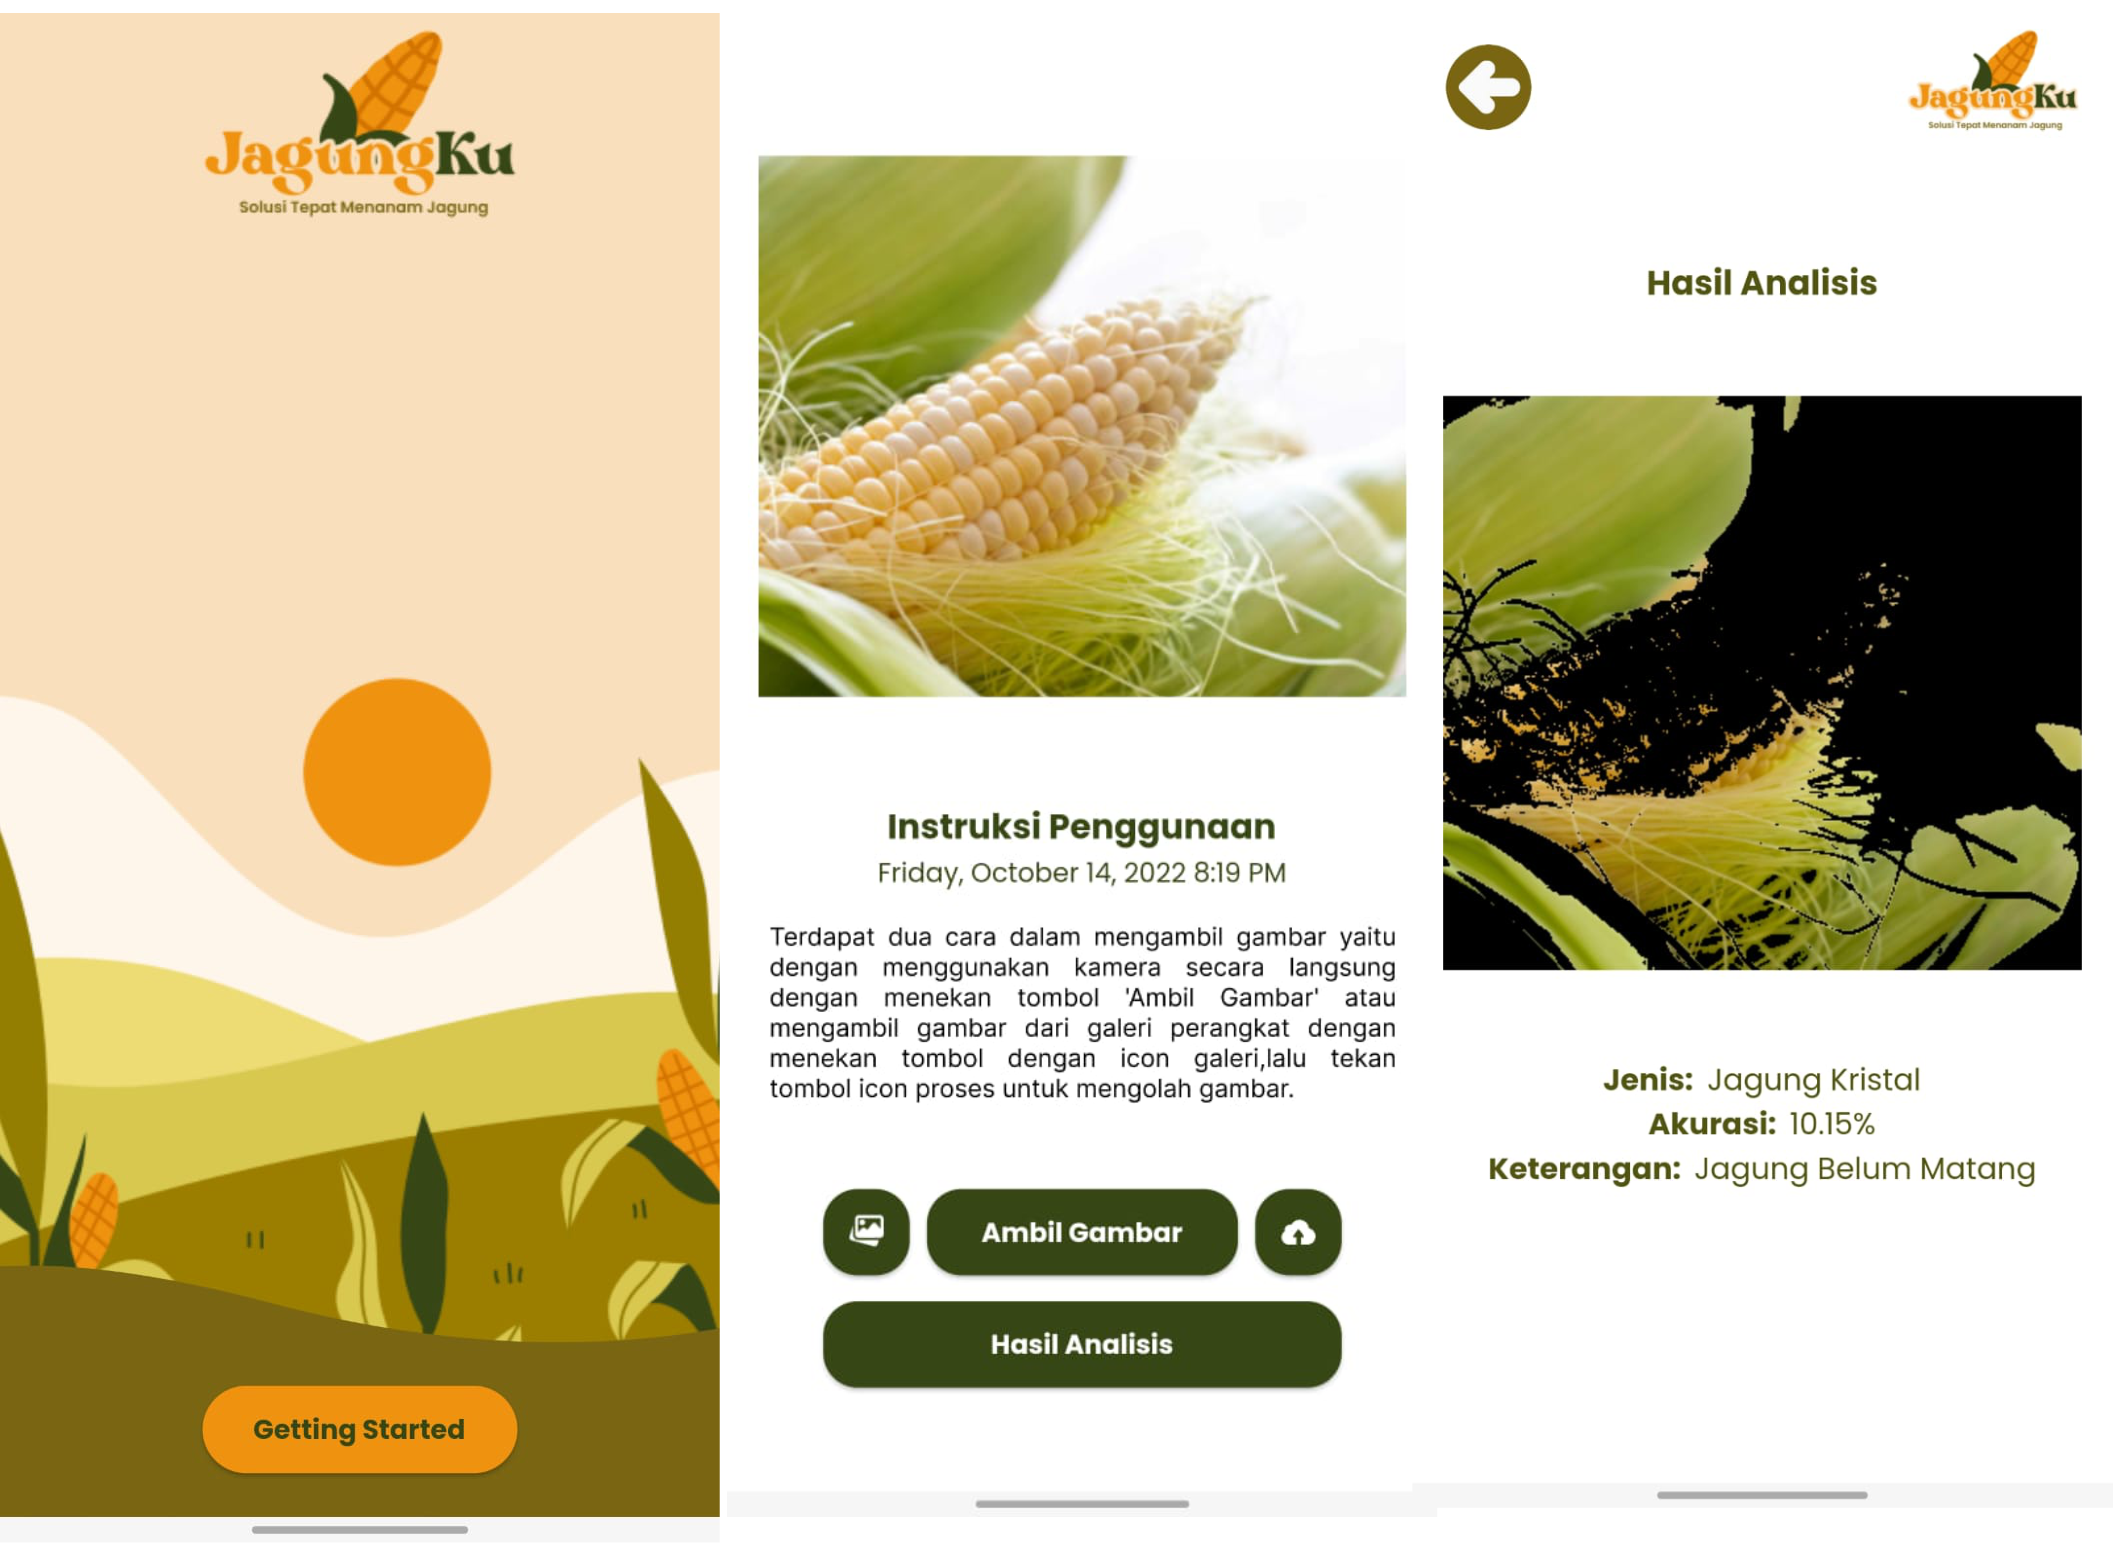 JagungKu
Solusi Tepat Menanam Jagung
Getting Started
Instruksi Penggunaan
Friday, October 14, 2022 8:19 PM
Terdapat dua cara dalam mengambil gambar yaitu
dengan menggunakan kamera secara langsung
dengan menekan tombol 'Ambil Gambar' atau
mengambil gambar dari galeri perangkat dengan
menekan tombol dengan icon galeri,lalu tekan
tombol icon proses untuk mengolah gambar.
Ambil Gambar
Hasil Analisis
JagungKu
Solusi Tepat Menanam Jagung
Hasil Analisis
Jenis: Jagung Kristal
Akurasi: 10.15%
Keterangan: Jagung Belum Matang